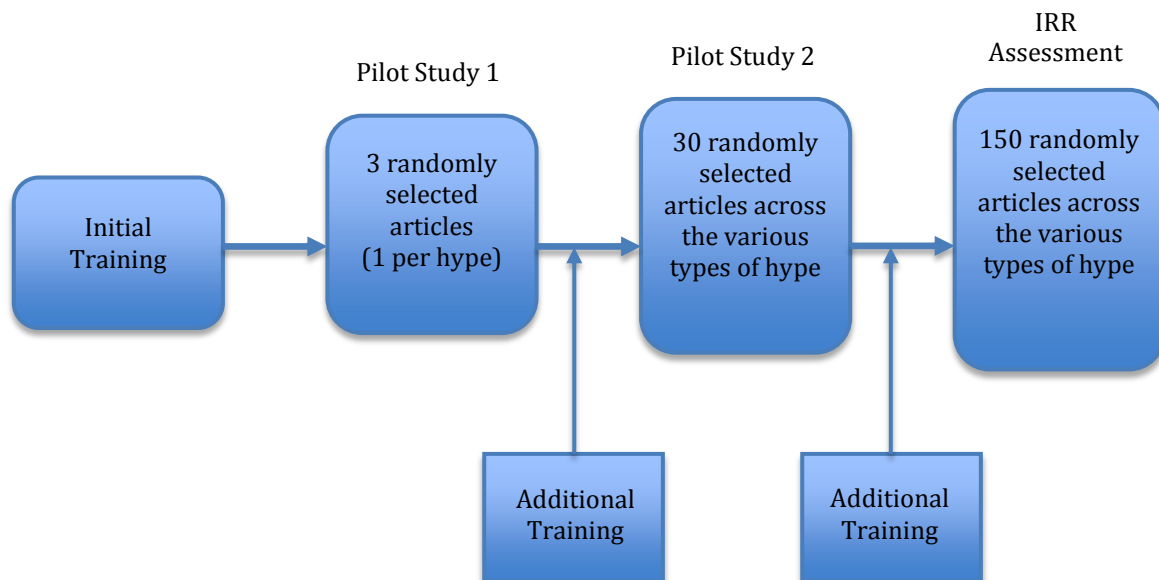 Initial
Training
Pilot Study 1
3 randomly
selected
articles
(1 per hype)
Additional
Training
Pilot Study 2
30 randomly
selected
articles across
the various
types of hype
Additional
Training
IRR
Assessment
150 randomly
selected
articles across
the various
types of hype